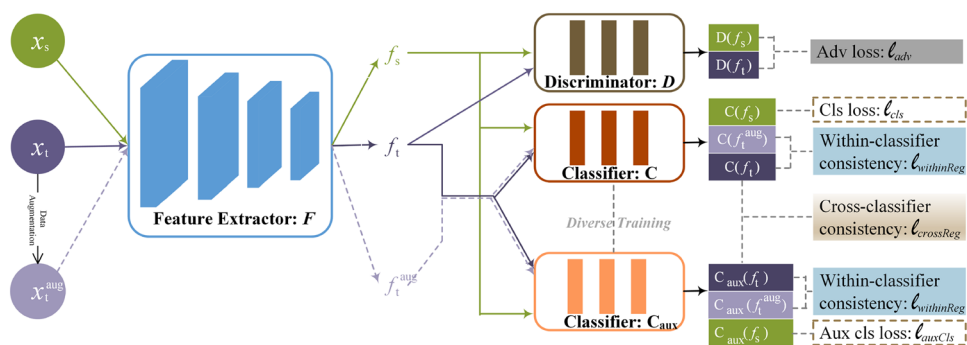 x_s
x_t
Data
Augmentation
x_t^aug
Feature Extractor: F
f_s
f_t
f_t^aug
Discriminator: D
Classifier: C
Diverse Training
Classifier: C_aux
D(f_s)
D(f_t)
Adv loss: ℓ_adv
C(f_s)
C(f_t^aug)
C(f_t)
Cls loss: ℓ_cls
Within-classifier
consistency: ℓ_withinReg
Cross-classifier
consistency: ℓ_crossReg
C_aux(f_t)
C_aux(f_t^aug)
C_aux(f_s)
Within-classifier
consistency: ℓ_withinReg
Aux cls loss: ℓ_auxCls